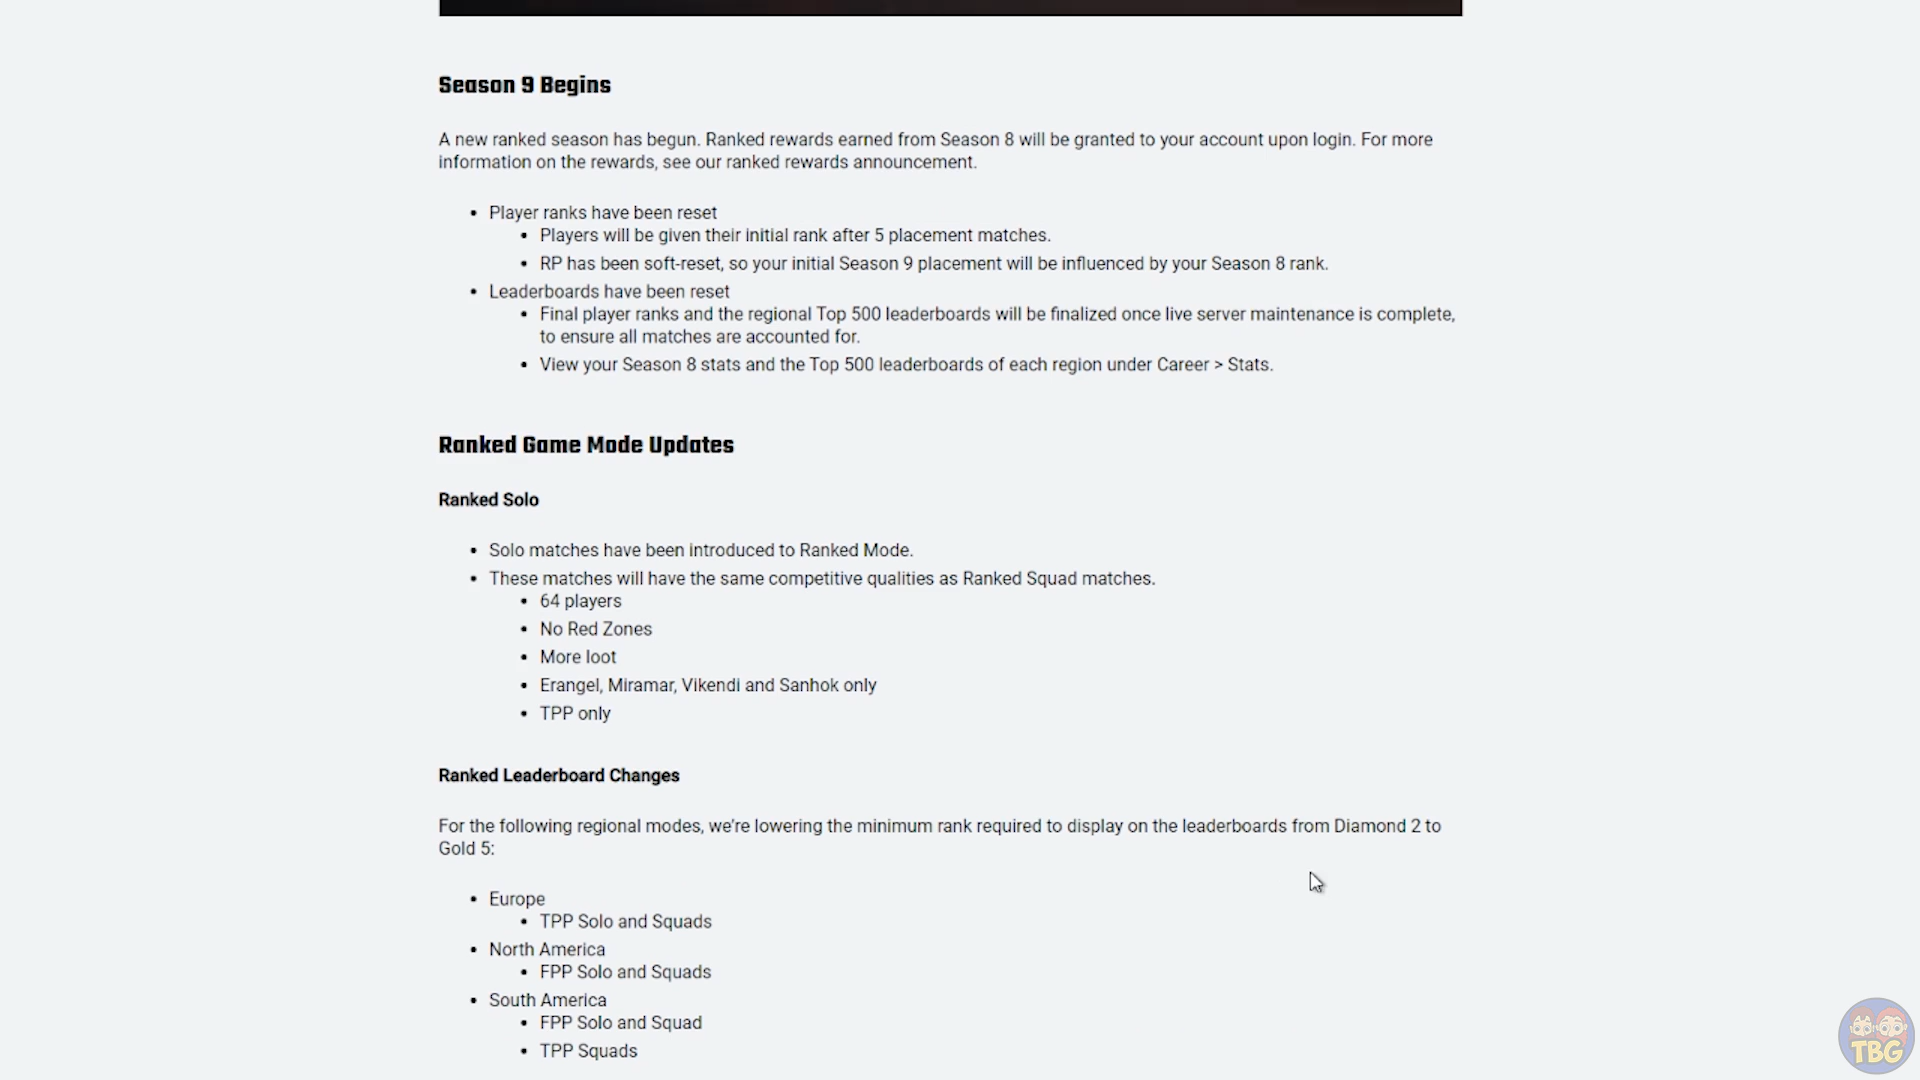 Season 9 Begins
A new ranked season has begun. Ranked rewards earned from Season 8 will be granted to your account upon login. For more
information on the rewards, see our ranked rewards announcement.
• Player ranks have been reset
• Players will be given their initial rank after 5 placement matches.
• RP has been soft-reset, so your initial Season 9 placement will be influenced by your Season 8 rank.
• Leaderboards have been reset
• Final player ranks and the regional Top 500 leaderboards will be finalized once live server maintenance is complete,
to ensure all matches are accounted for.
• View your Season 8 stats and the Top 500 leaderboards of each region under Career > Stats.
Ranked Game Mode Updates
Ranked Solo
• Solo matches have been introduced to Ranked Mode.
• These matches will have the same competitive qualities as Ranked Squad matches.
• 64 players
• No Red Zones
• More loot
• Erangel, Miramar, Vikendi and Sanhok only
• TPP only
Ranked Leaderboard Changes
For the following regional modes, we're lowering the minimum rank required to display on the leaderboards from Diamond 2 to
Gold 5:
• Europe
• TPP Solo and Squads
• North America
• FPP Solo and Squads
• South America
• FPP Solo and Squad
• TPP Squads
TBG